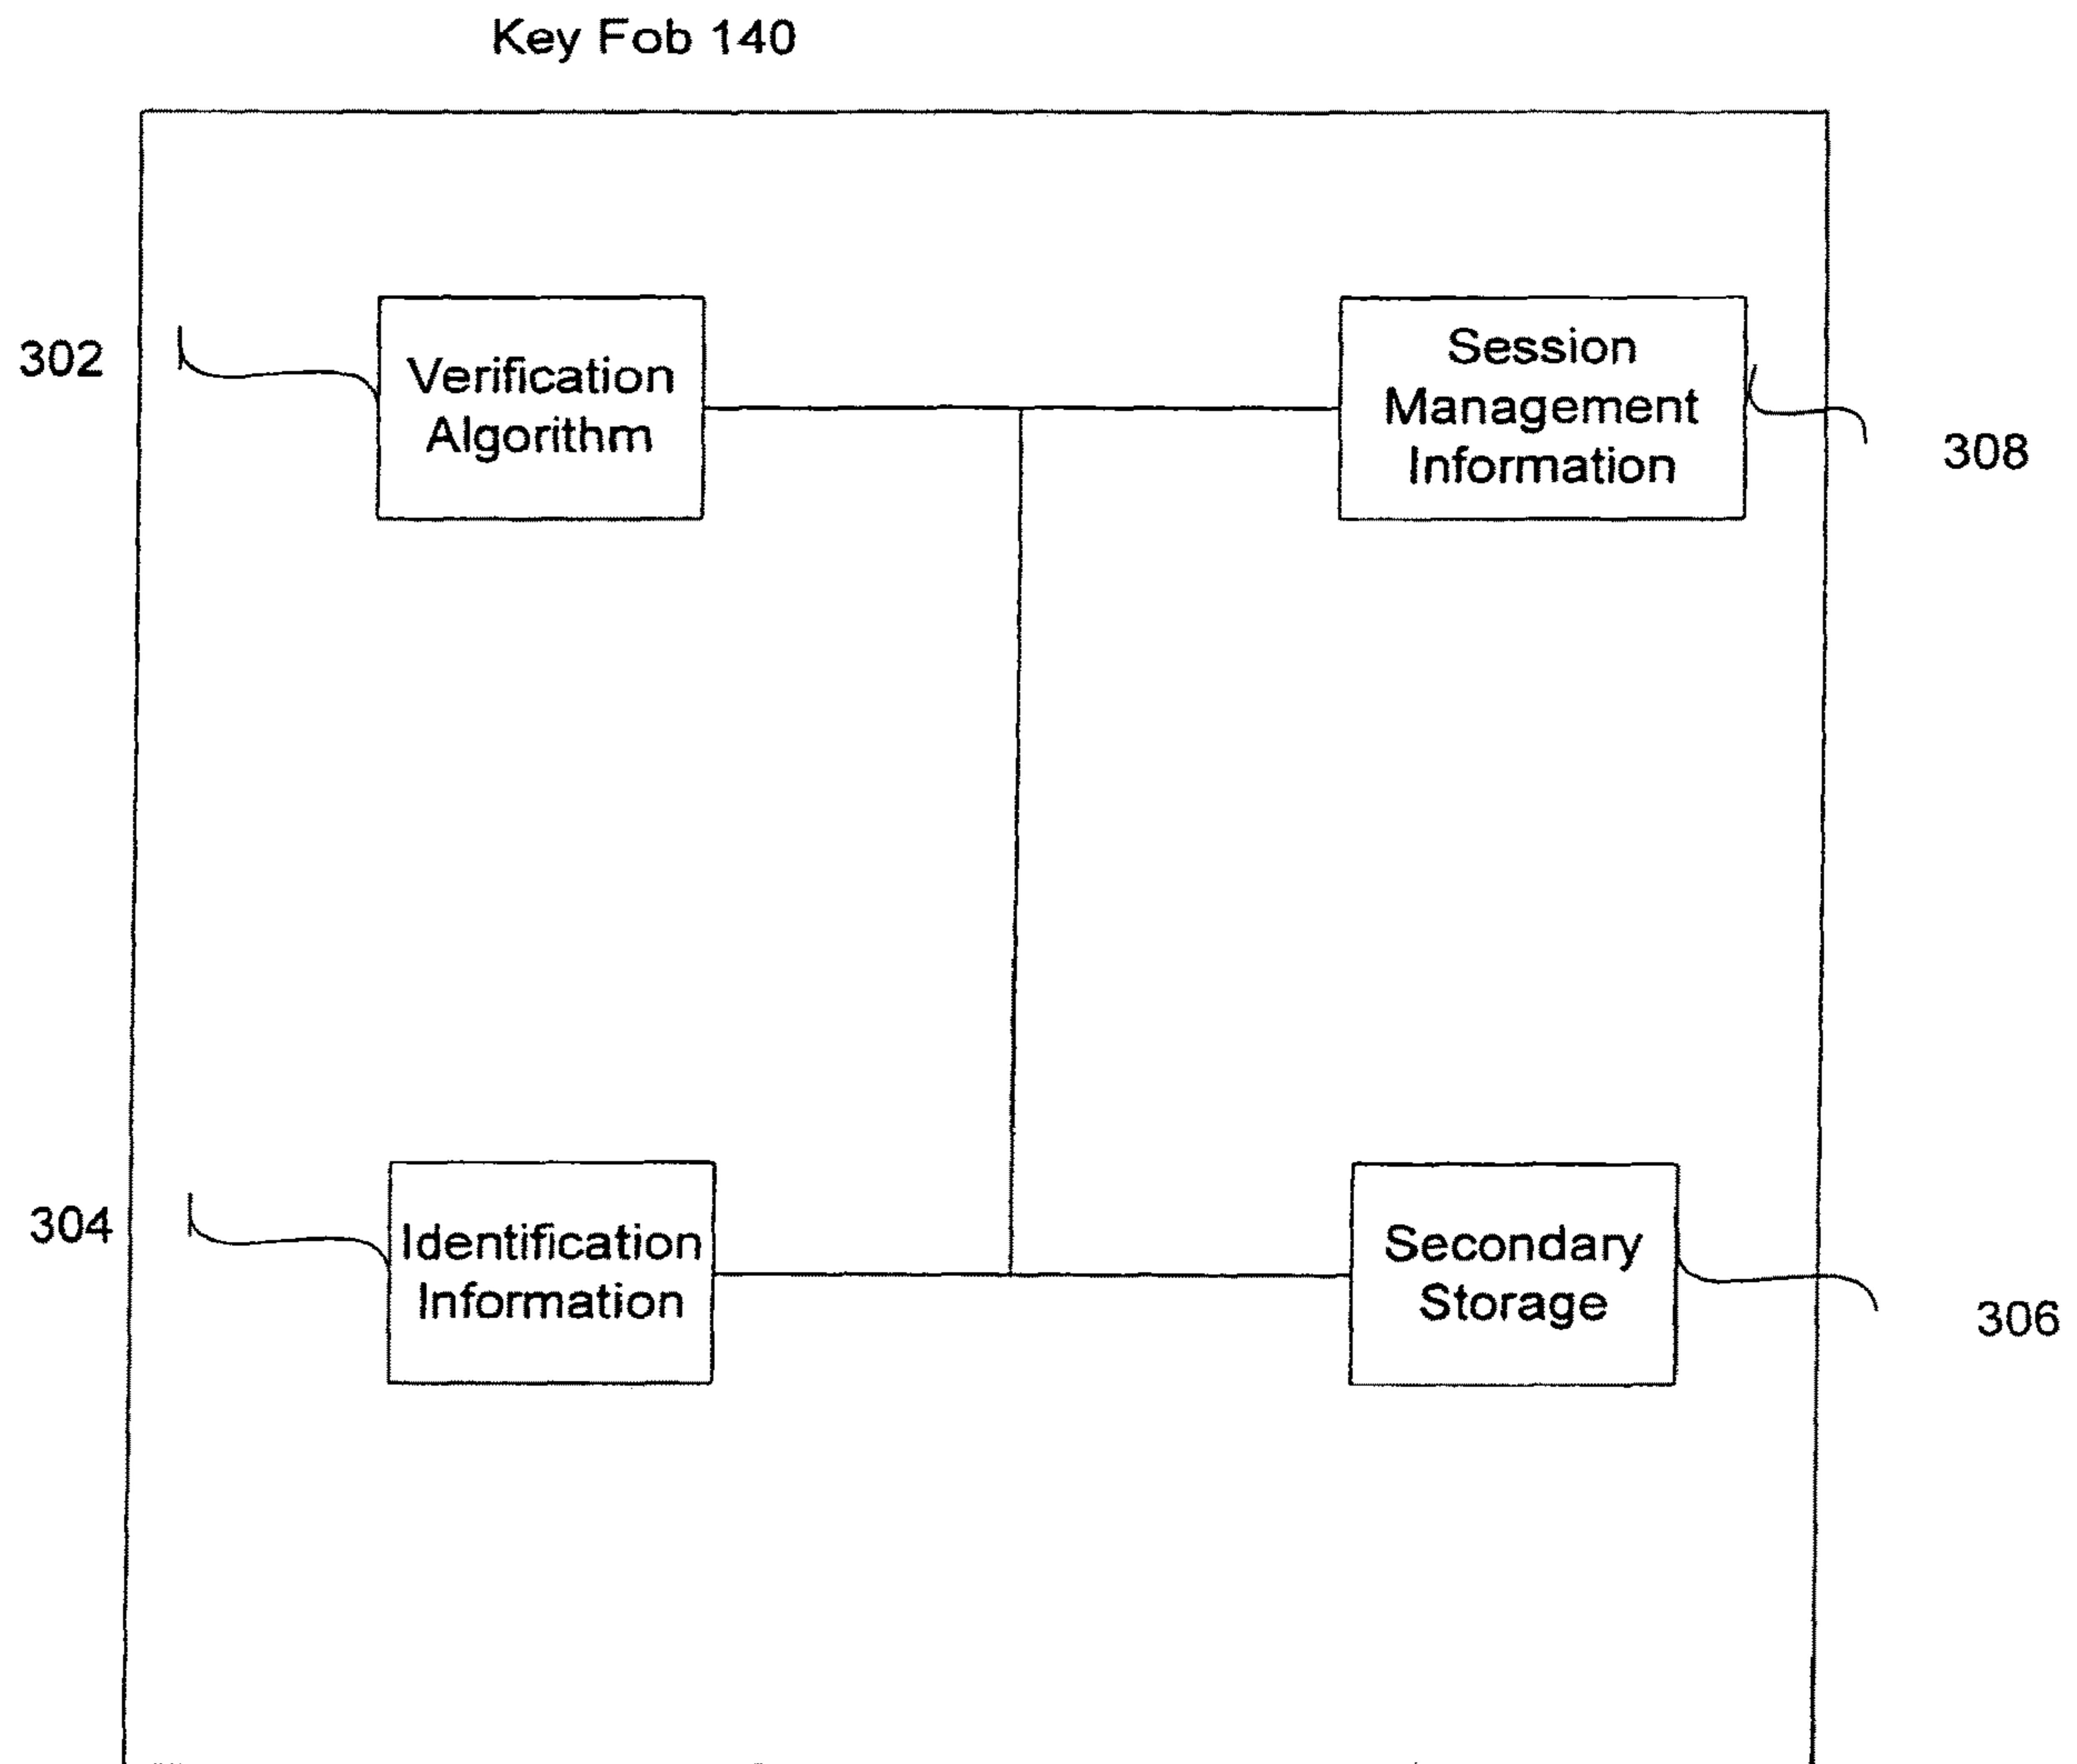 Key Fob 140
302
Verification
Algorithm
Session
Management
Information
308
304
Identification
Information
Secondary
Storage
306